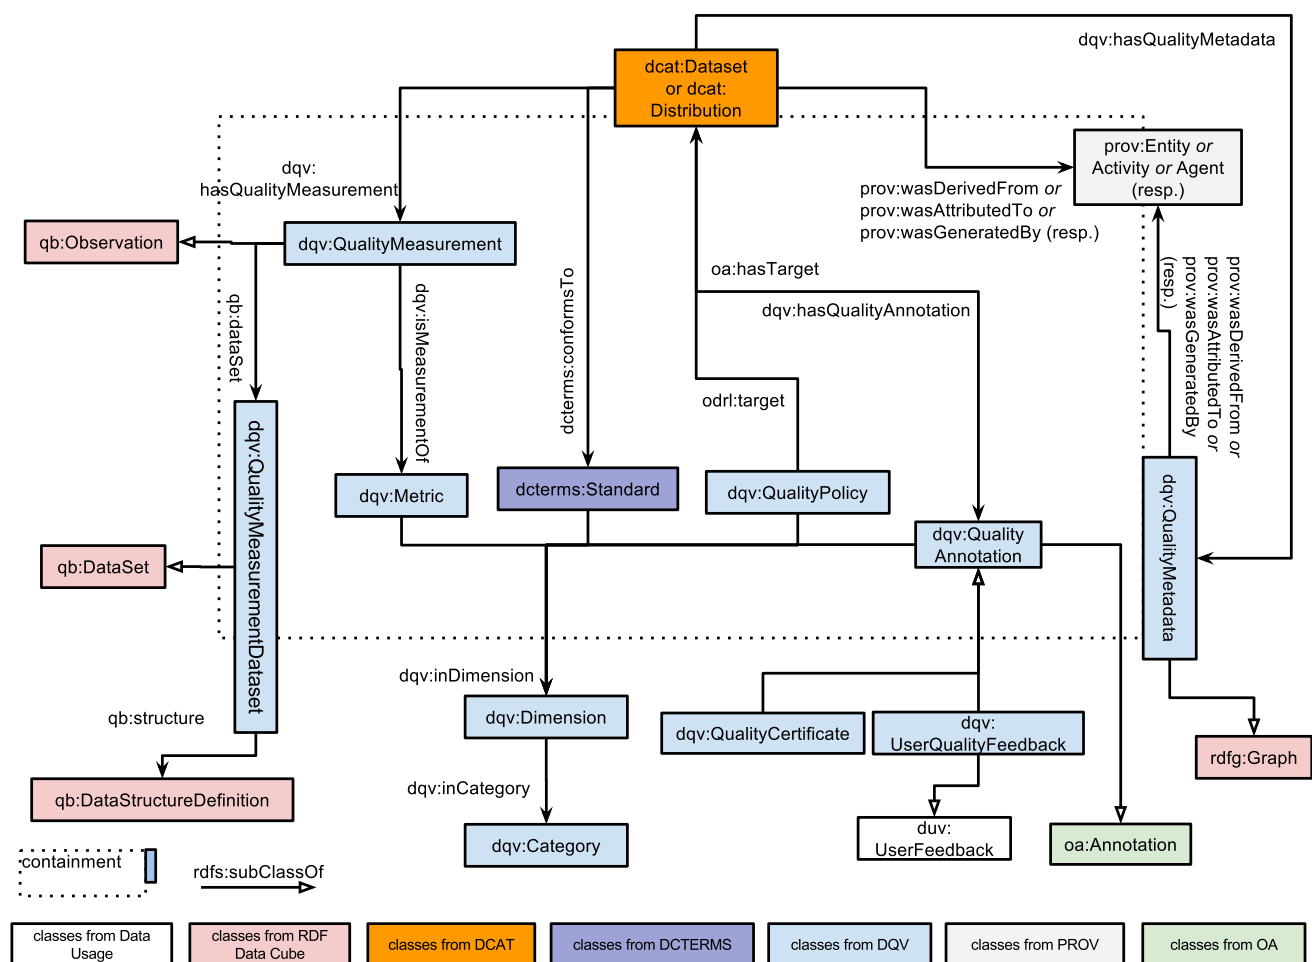 dqv:hasQualityMetadata
dcat:Dataset
or dcat:
Distribution
prov:Entity or
Activity or Agent
(resp.)
dqv:
hasQualityMeasurement
prov:wasDerivedFrom or
prov:wasAttributedTo or
prov:wasGeneratedBy (resp.)
qb:Observation
dqv:QualityMeasurement
oa:hasTarget
dqv:hasQualityAnnotation
prov:wasDerivedFrom or
prov:wasAttributedTo or
prov:wasGeneratedBy
(resp.)
qb:dataSet
dqv:isMeasurementOf
dcterms:conformsTo
odrl:target
dqv:QualityMeasurementDataset
dqv:Metric
dcterms:Standard
dqv:QualityPolicy
dqv:Quality
Annotation
dqv:QualityMetadata
qb:DataSet
dqv:inDimension
qb:structure
dqv:Dimension
dqv:QualityCertificate
dqv:
UserQualityFeedback
rdfg:Graph
dqv:inCategory
qb:DataStructureDefinition
dqv:Category
duv:
UserFeedback
oa:Annotation
containment
rdfs:subClassOf
classes from Data
Usage
classes from RDF
Data Cube
classes from DCAT
classes from DCTERMS
classes from DQV
classes from PROV
classes from OA